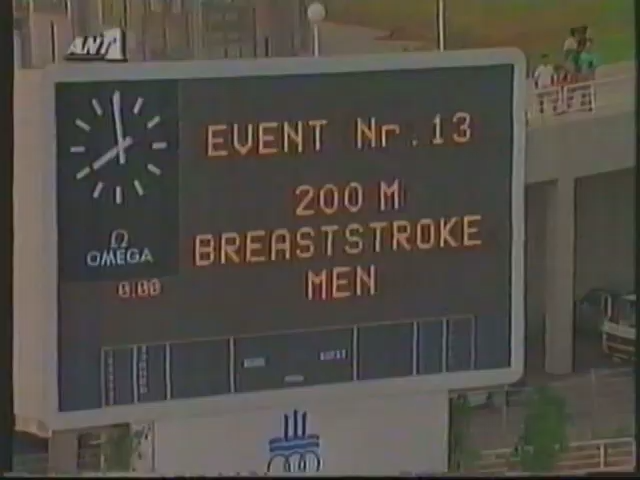 ANT1
EVENT Nr.13
200 M
BREASTSTROKE
MEN
Ω
OMEGA
0.00